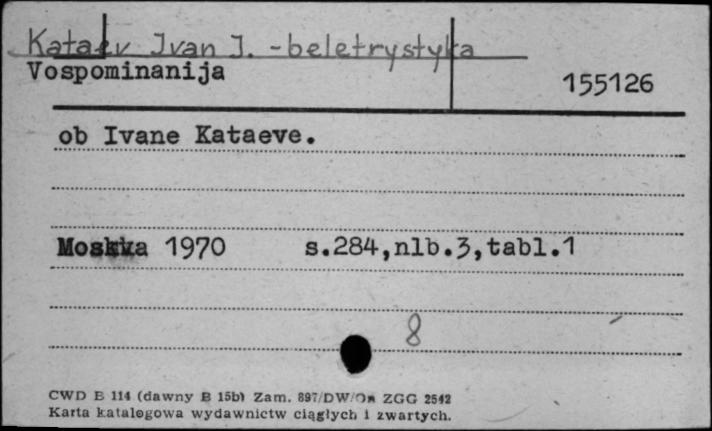 Kataev Ivan I. - beletrystyka
Vospominanija
155126
ob Ivane Kataeve.
Moskva 1970 s.284,nlb.3,tabl.1
8
CWD B 114 (dawny B 15b) Zam. 897/DW/On ZGG 2542
Karta katalogowa wydawnictw ciągłych i zwartych.